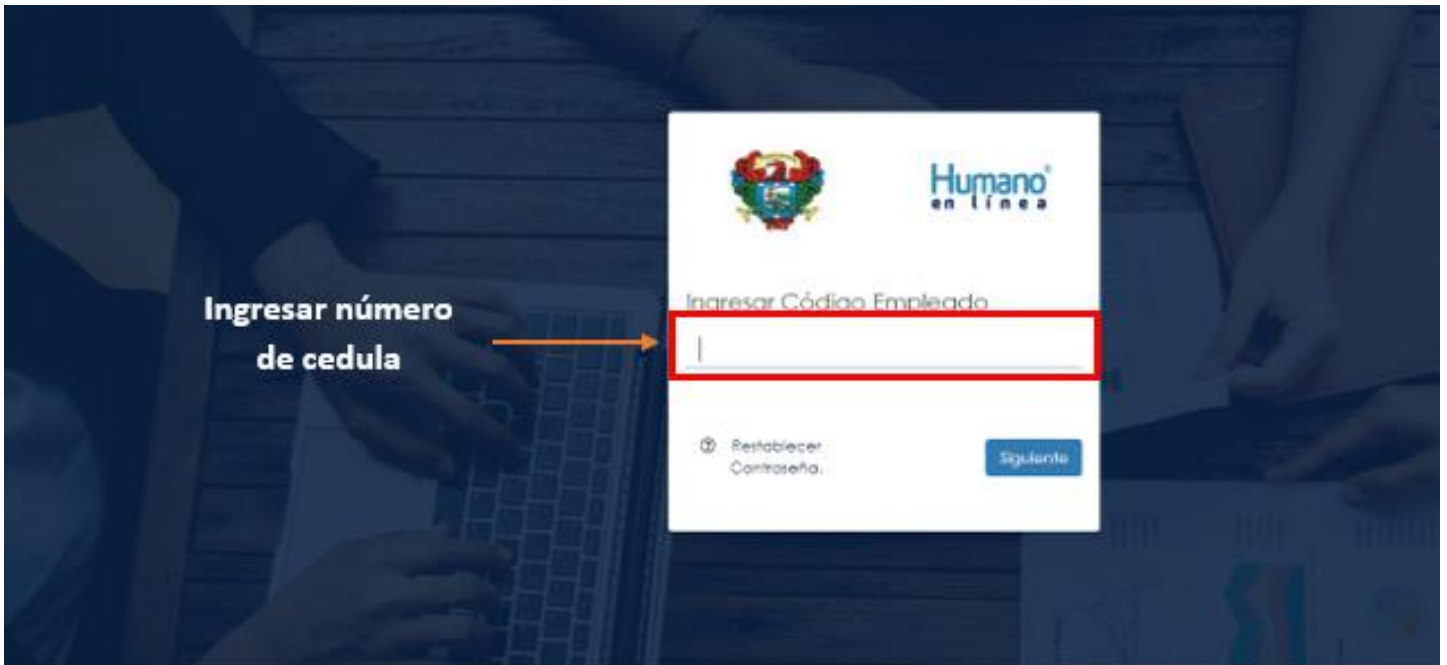 Humano®
en línea
Ingresar Código Empleado
Ingresar número
de cedula
Restablecer
Contraseña.
Siguiente